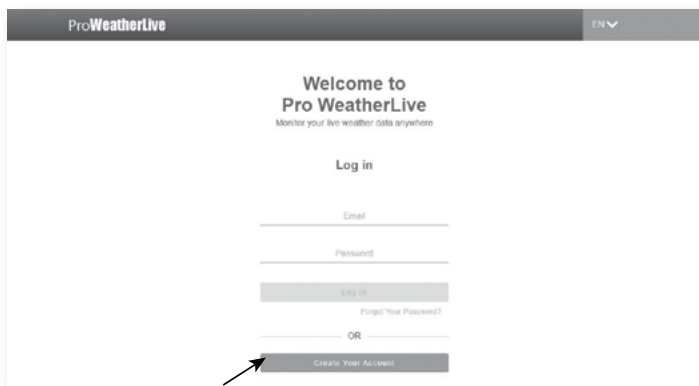 ProWeatherLive
EN
Welcome to
Pro WeatherLive
Monitor your live weather data anywhere
Log in
Email
Password
Log in
Forgot Your Password?
OR
Create Your Account